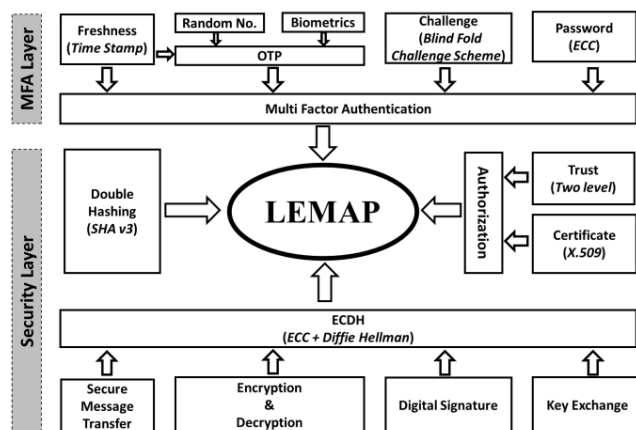 MFA Layer
Freshness
(Time Stamp)
Random No.
Biometrics
OTP
Challenge
(Blind Fold
Challenge Scheme)
Password
(ECC)
Multi Factor Authentication
Security Layer
Double
Hashing
(SHA v3)
LEMAP
Authorization
Trust
(Two level)
Certificate
(X.509)
ECDH
(ECC + Diffie Hellman)
Secure
Message
Transfer
Encryption
&
Decryption
Digital Signature
Key Exchange